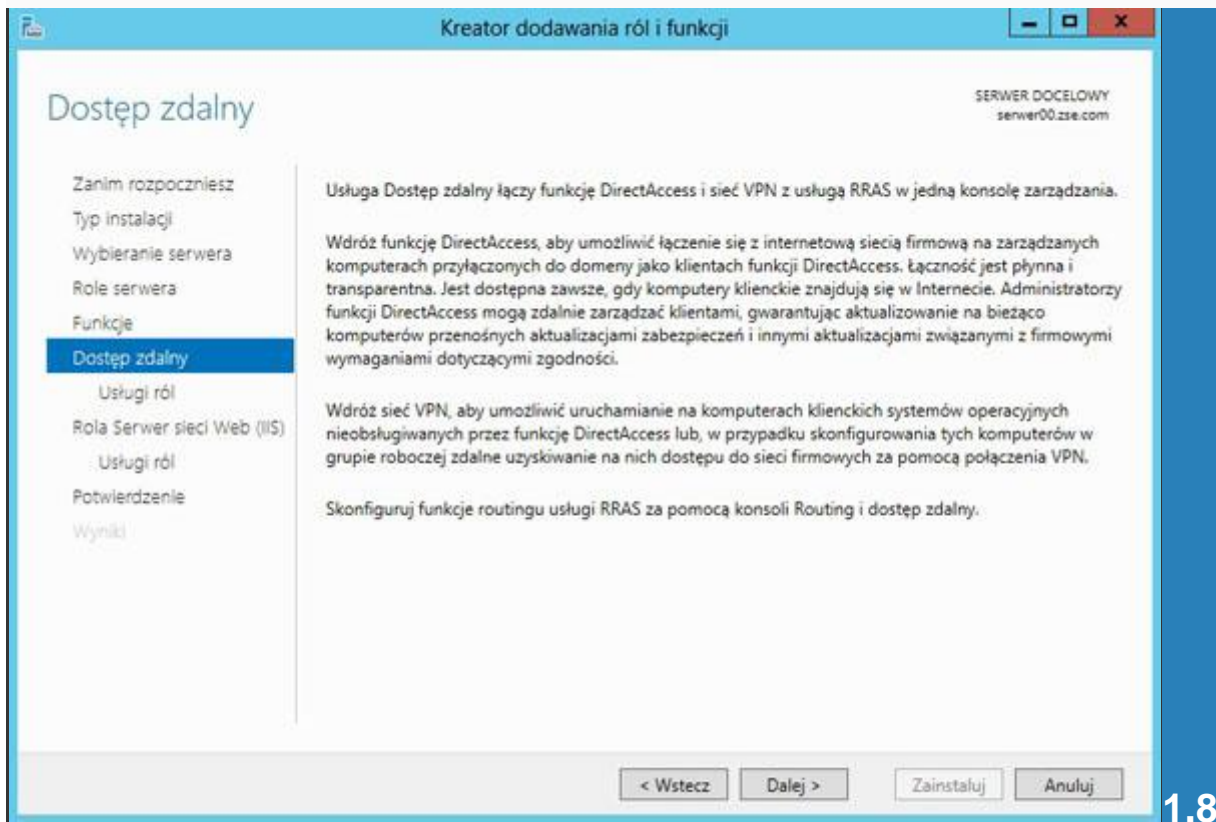 Kreator dodawania ról i funkcji
Dostęp zdalny
SERWER DOCELOWY
serwer00.zse.com
Zanim rozpoczniesz
Typ instalacji
Wybieranie serwera
Role serwera
Funkcje
Dostęp zdalny
Usługi ról
Rola Serwer sieci Web (IIS)
Usługi ról
Potwierdzenie
Wyniki
Usługa Dostęp zdalny łączy funkcję DirectAccess i sieć VPN z usługą RRAS w jedną konsolę zarządzania.
Wdróż funkcję DirectAccess, aby umożliwić łączenie się z internetową siecią firmową na zarządzanych
komputerach przyłączonych do domeny jako klientach funkcji DirectAccess. Łączność jest płynna i
transparentna. Jest dostępna zawsze, gdy komputery klienckie znajdują się w Internecie. Administratorzy
funkcji DirectAccess mogą zdalnie zarządzać klientami, gwarantując aktualizowanie na bieżąco
komputerów przenośnych aktualizacjami zabezpieczeń i innymi aktualizacjami związanymi z firmowymi
wymaganiami dotyczącymi zgodności.
Wdróż sieć VPN, aby umożliwić uruchamianie na komputerach klienckich systemów operacyjnych
nieobsługiwanych przez funkcję DirectAccess lub, w przypadku skonfigurowania tych komputerów w
grupie roboczej zdalne uzyskiwanie na nich dostępu do sieci firmowych za pomocą połączenia VPN.
Skonfiguruj funkcje routingu usługi RRAS za pomocą konsoli Routing i dostęp zdalny.
< Wstecz
Dalej >
Zainstaluj
Anuluj
1.8